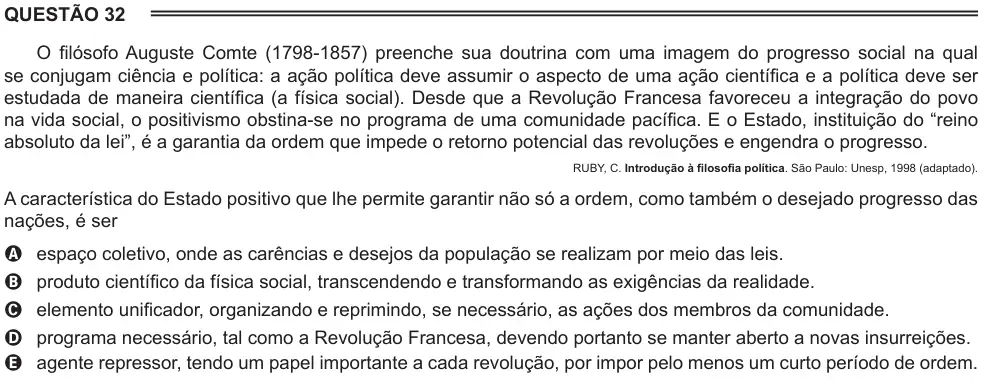 QUESTÃO 32
O filósofo Auguste Comte (1798-1857) preenche sua doutrina com uma imagem do progresso social na qual
se conjugam ciência e política: a ação política deve assumir o aspecto de uma ação científica e a política deve ser
estudada de maneira científica (a física social). Desde que a Revolução Francesa favoreceu a integração do povo
na vida social, o positivismo obstina-se no programa de uma comunidade pacífica. E o Estado, instituição do “reino
absoluto da lei”, é a garantia da ordem que impede o retorno potencial das revoluções e engendra o progresso.
RUBY, C. Introdução à filosofia política. São Paulo: Unesp, 1998 (adaptado).
A característica do Estado positivo que lhe permite garantir não só a ordem, como também o desejado progresso das
nações, é ser
A espaço coletivo, onde as carências e desejos da população se realizam por meio das leis.
B produto científico da física social, transcendendo e transformando as exigências da realidade.
C elemento unificador, organizando e reprimindo, se necessário, as ações dos membros da comunidade.
D programa necessário, tal como a Revolução Francesa, devendo portanto se manter aberto a novas insurreições.
E agente repressor, tendo um papel importante a cada revolução, por impor pelo menos um curto período de ordem.